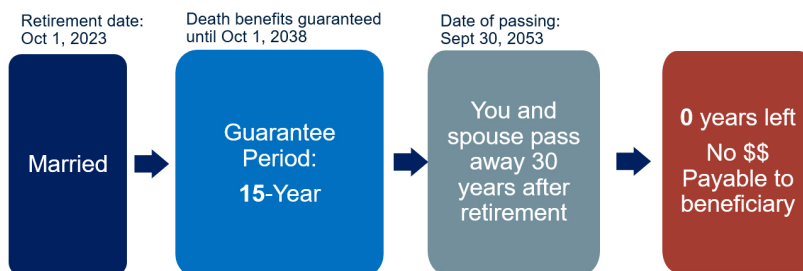 Retirement date:
Oct 1, 2023
Death benefits guaranteed
until Oct 1, 2038
Date of passing:
Sept 30, 2053
Married
Guarantee
Period:
15-Year
You and
spouse pass
away 30
years after
retirement
0 years left
No $$
Payable to
beneficiary